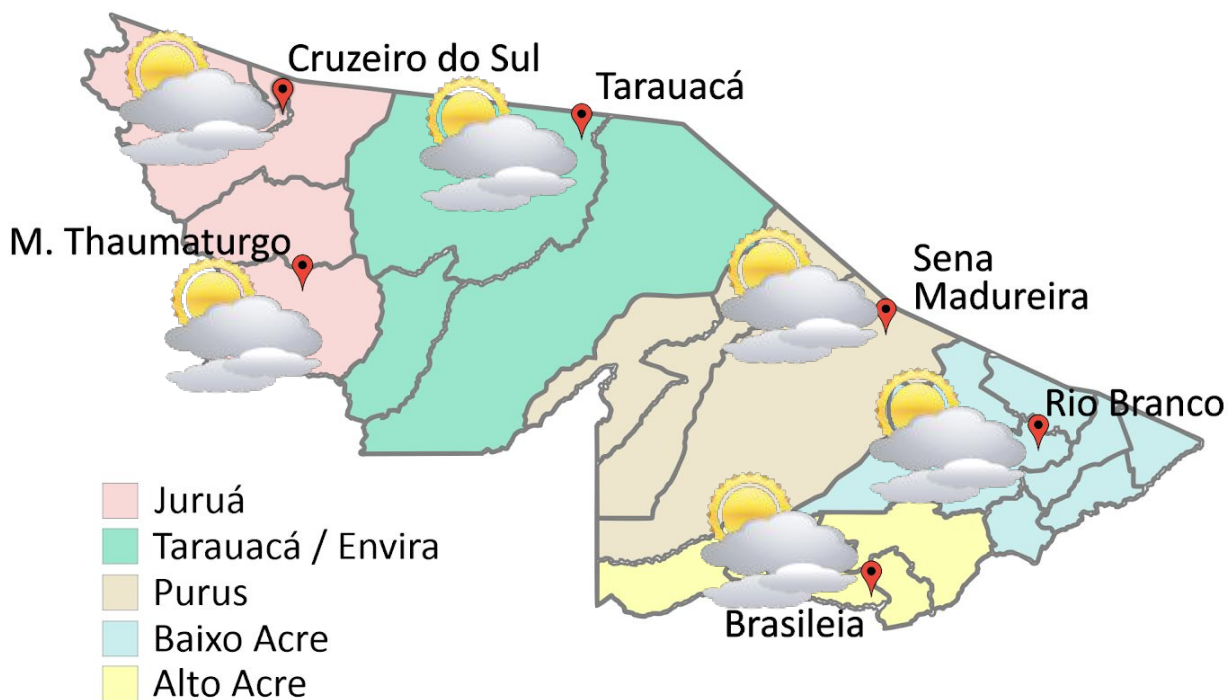 Cruzeiro do Sul
Tarauacá
M. Thaumaturgo
Sena
Madureira
Rio Branco
Brasileia
Juruá
Tarauacá / Envira
Purus
Baixo Acre
Alto Acre